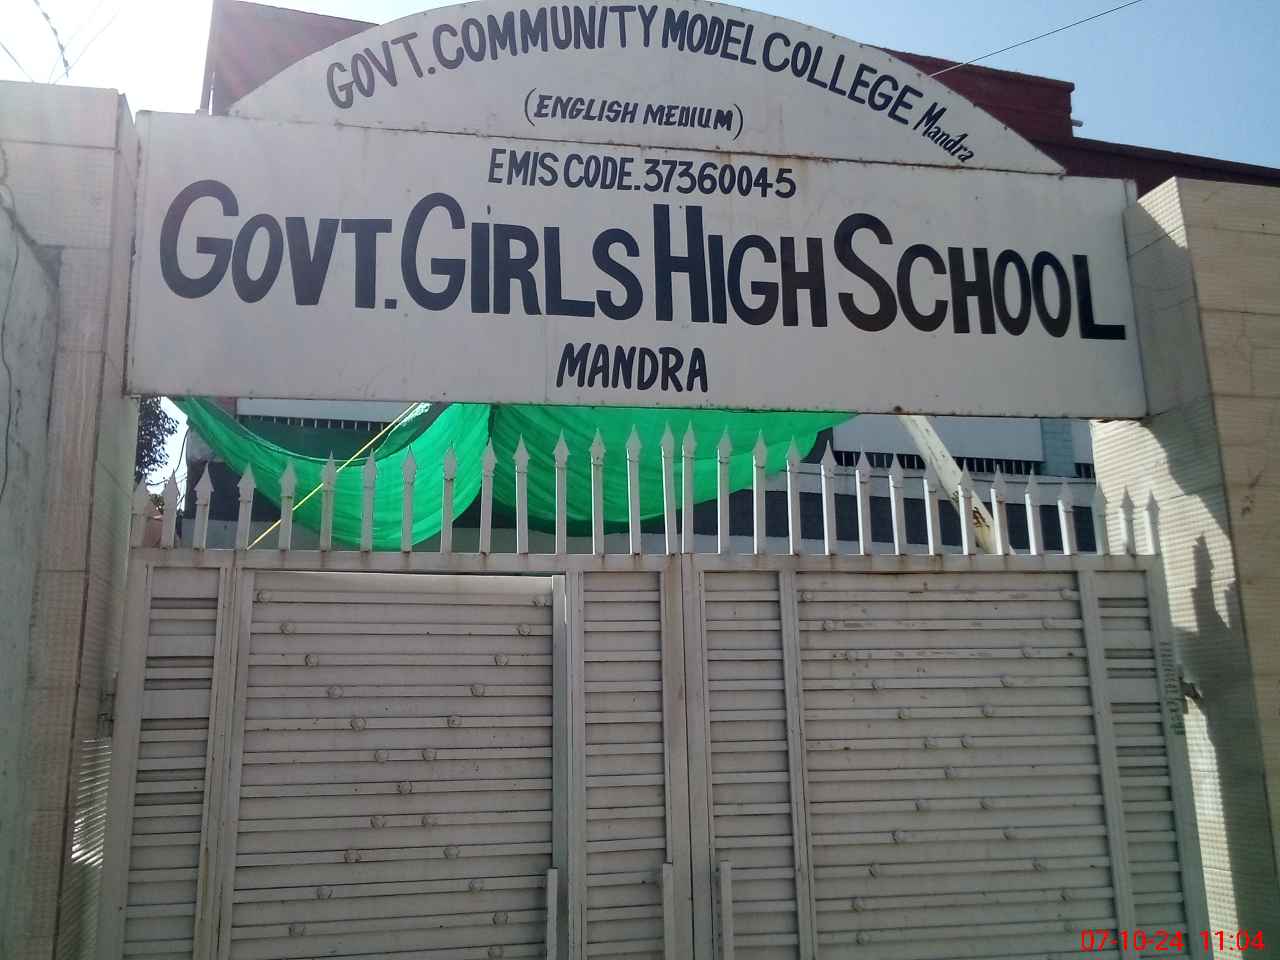 GOVT. COMMUNITY MODEL COLLEGE Mandra
(ENGLISH MEDIUM)
EMIS CODE. 37360045
GOVT. GIRLS HIGH SCHOOL
MANDRA
07-10-24 11:04